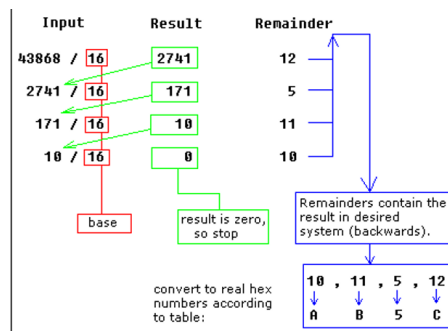 Input Result Remainder
43868 / 16 2741 12
2741 / 16 171 5
171 / 16 10 11
10 / 16 0 10
base
result is zero,
so stop
Remainders contain the
result in desired
system (backwards).
convert to real hex
numbers according
to table:
10 , 11 , 5 , 12
A B 5 C